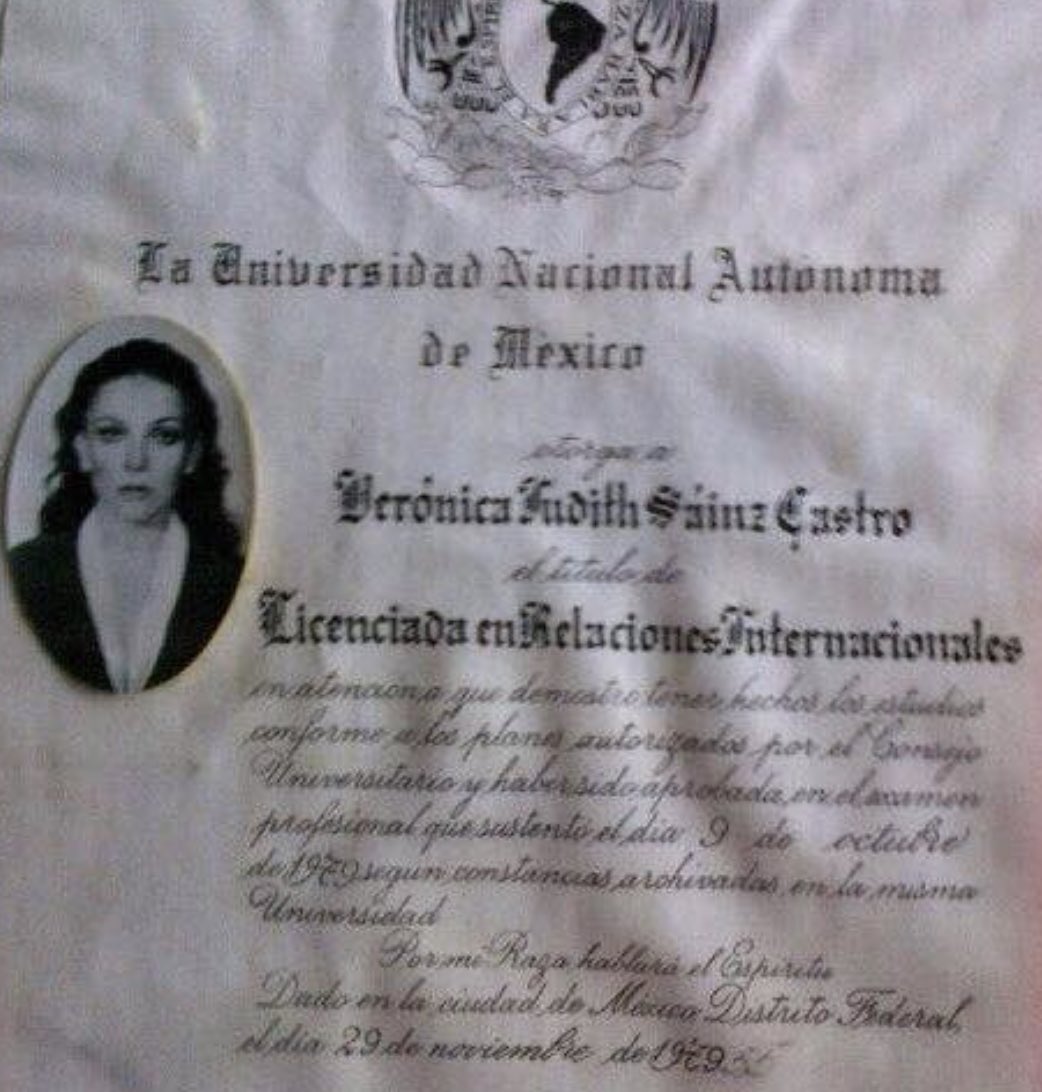 La Universidad Nacional Autónoma
de México
otorga a
Verónica Judith Sáinz Castro
el título de
Licenciada en Relaciones Internacionales
en atención a que demostró tener hechos los estudios
conforme a los planes autorizados por el Consejo
Universitario y haber sido aprobada, en el examen
profesional que sustentó el día 9 de octubre
de 1979 según constancias archivadas en la misma
Universidad
Por mi Raza hablará el Espíritu
Dado en la ciudad de México Distrito Federal,
el día 29 de noviembre de 1979